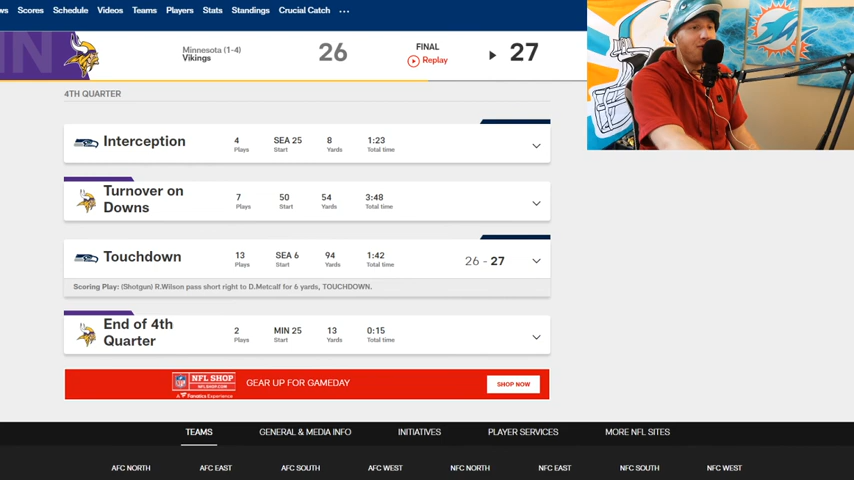 ws Scores Schedule Videos Teams Players Stats Standings Crucial Catch ...
Minnesota (1-4)
Vikings
26
FINAL
Replay
27
4TH QUARTER
Interception
4 SEA 25 8 1:23
Plays Start Yards Total time
Turnover on
Downs
7 50 54 3:48
Plays Start Yards Total time
Touchdown
13 SEA 6 94 1:42
Plays Start Yards Total time
26 - 27
Scoring Play: (Shotgun) R.Wilson pass short right to D.Metcalf for 6 yards, TOUCHDOWN.
End of 4th
Quarter
2 MIN 25 13 0:15
Plays Start Yards Total time
NFL SHOP
NFLSHOP.COM
A Fanatics Experience
GEAR UP FOR GAMEDAY
SHOP NOW
TEAMS GENERAL & MEDIA INFO INITIATIVES PLAYER SERVICES MORE NFL SITES
AFC NORTH AFC EAST AFC SOUTH AFC WEST NFC NORTH NFC EAST NFC SOUTH NFC WEST